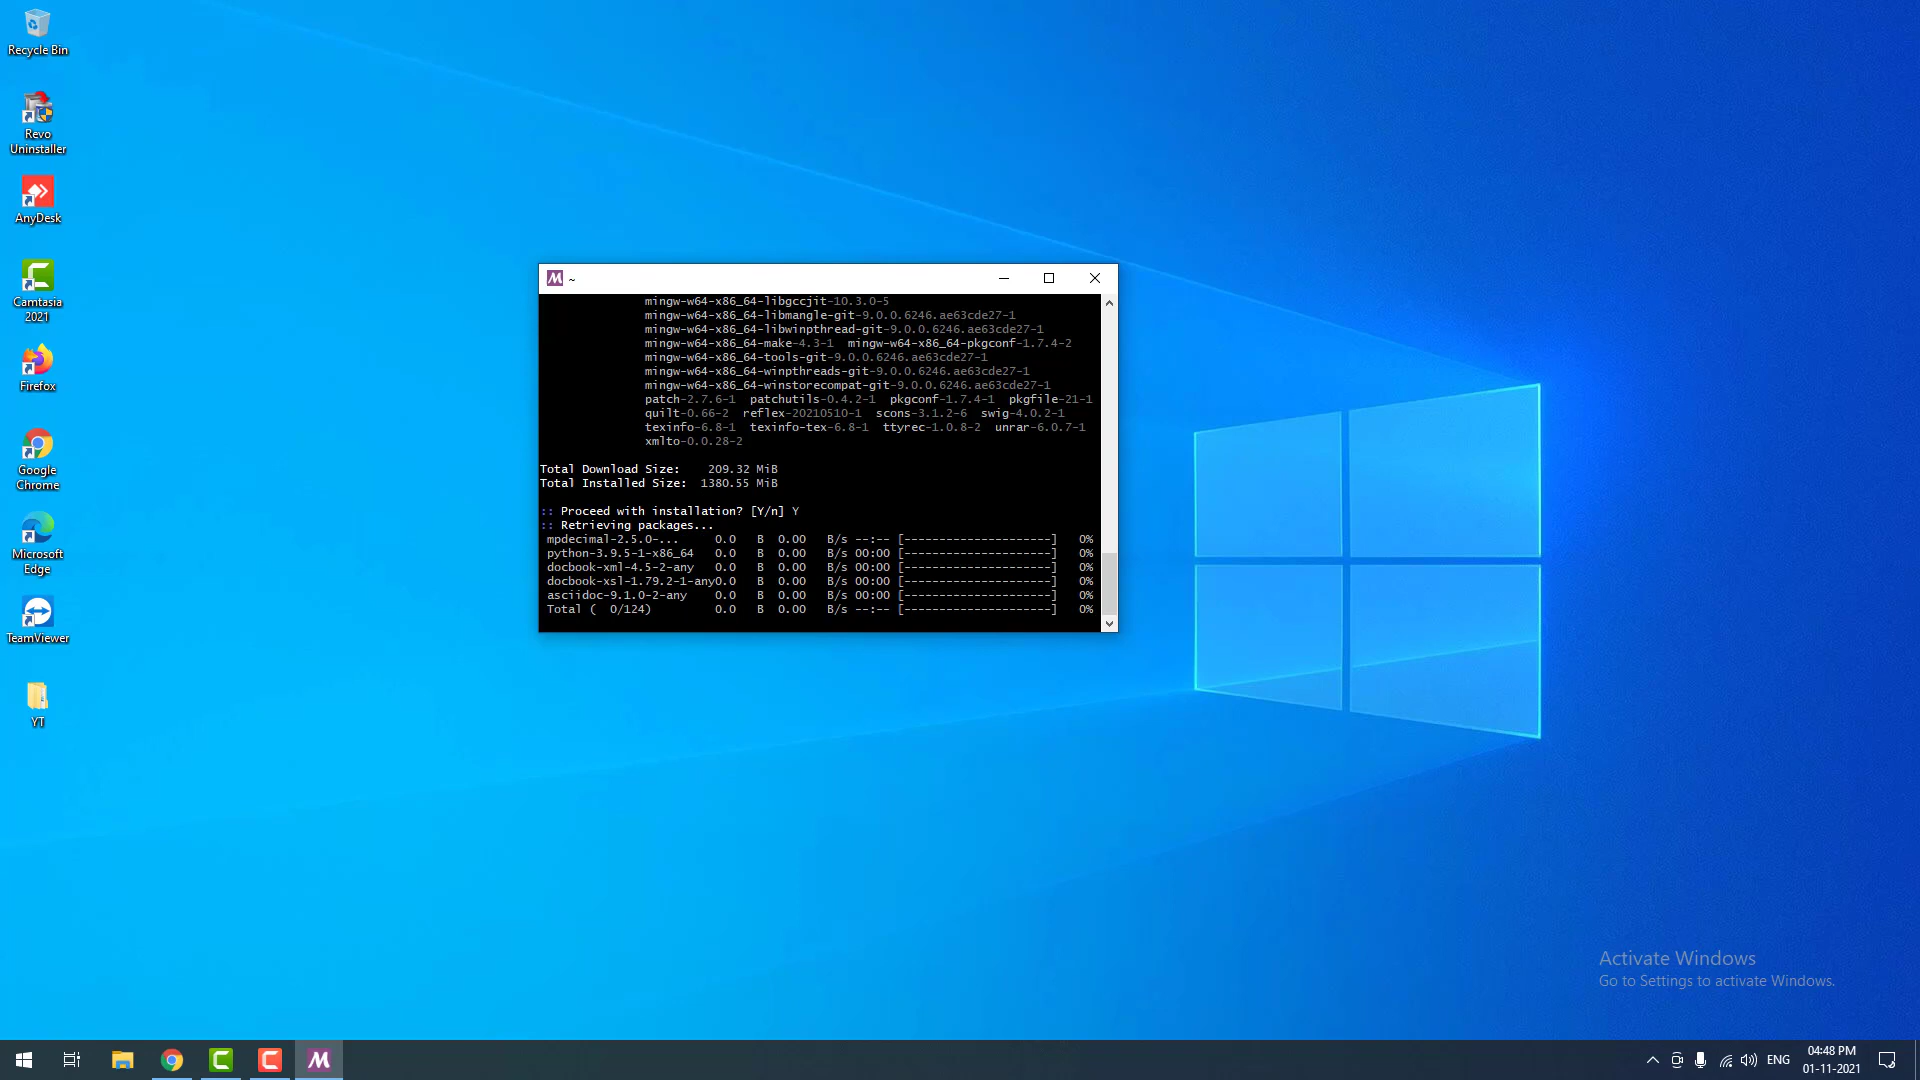 Recycle Bin
Revo
Uninstaller
AnyDesk
Camtasia
2021
Firefox
Google
Chrome
Microsoft
Edge
TeamViewer
YT
~
mingw-w64-x86_64-libgccjit-10.3.0-5
mingw-w64-x86_64-libmangle-git-9.0.0.6246.ae63cde27-1
mingw-w64-x86_64-libwinpthread-git-9.0.0.6246.ae63cde27-1
mingw-w64-x86_64-make-4.3-1  mingw-w64-x86_64-pkgconf-1.7.4-2
mingw-w64-x86_64-tools-git-9.0.0.6246.ae63cde27-1
mingw-w64-x86_64-winpthreads-git-9.0.0.6246.ae63cde27-1
mingw-w64-x86_64-winstorecompat-git-9.0.0.6246.ae63cde27-1
patch-2.7.6-1  patchutils-0.4.2-1  pkgconf-1.7.4-1  pkgfile-21-1
quilt-0.66-2  reflex-20210510-1  scons-3.1.2-6  swig-4.0.2-1
texinfo-6.8-1  texinfo-tex-6.8-1  ttyrec-1.0.8-2  unrar-6.0.7-1
xmlto-0.0.28-2
Total Download Size:    209.32 MiB
Total Installed Size:  1380.55 MiB
:: Proceed with installation? [Y/n] Y
:: Retrieving packages...
mpdecimal-2.5.0-...     0.0   B  0.00   B/s --:-- [---------------------]   0%
python-3.9.5-1-x86_64   0.0   B  0.00   B/s 00:00 [---------------------]   0%
docbook-xml-4.5-2-any   0.0   B  0.00   B/s 00:00 [---------------------]   0%
docbook-xsl-1.79.2-1-any0.0   B  0.00   B/s 00:00 [---------------------]   0%
asciidoc-9.1.0-2-any    0.0   B  0.00   B/s 00:00 [---------------------]   0%
Total (  0/124)         0.0   B  0.00   B/s --:-- [---------------------]   0%
Activate Windows
Go to Settings to activate Windows.
ENG
04:48 PM
01-11-2021